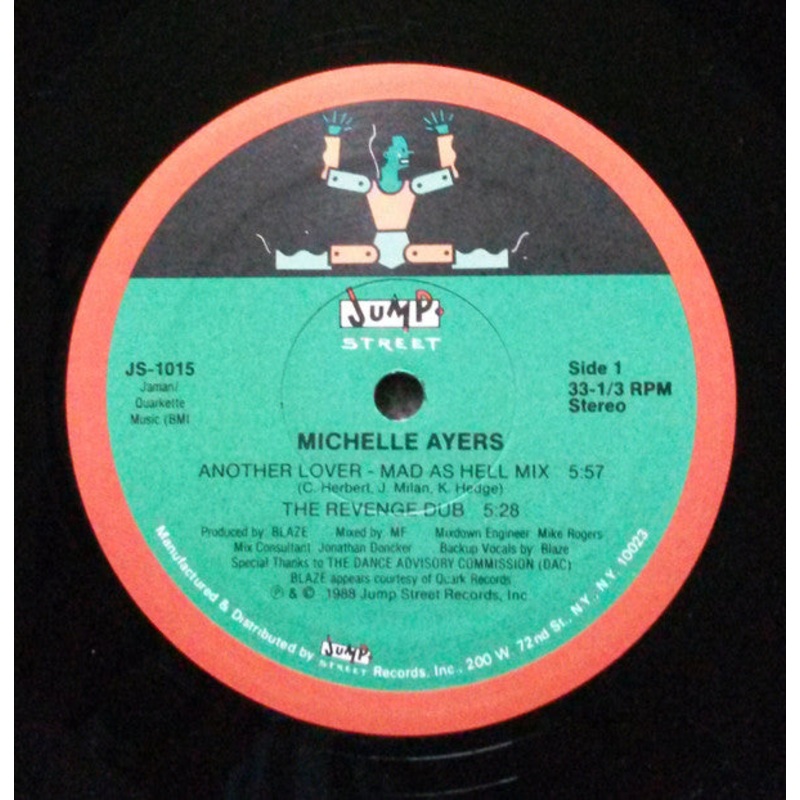 JUMP.
STREET
JS-1015
Jaman/
Quarkette
Music (BMI
Side 1
33-1/3 RPM
Stereo
MICHELLE AYERS
ANOTHER LOVER - MAD AS HELL MIX 5:57
(C. Herbert, J. Milan, K. Hedge)
THE REVENGE DUB 5:28
Produced by BLAZE Mixed by MF Mixdown Engineer Mike Rogers
Mix Consultant Jonathan Doncker Backup Vocals by Blaze
Special Thanks to THE DANCE ADVISORY COMMISSION (DAC)
BLAZE appears courtesy of Quark Records
℗ & © 1988 Jump Street Records, Inc
Manufactured & Distributed by JUMP. STREET Records, Inc., 200 W. 72nd St., N.Y., N.Y. 10023